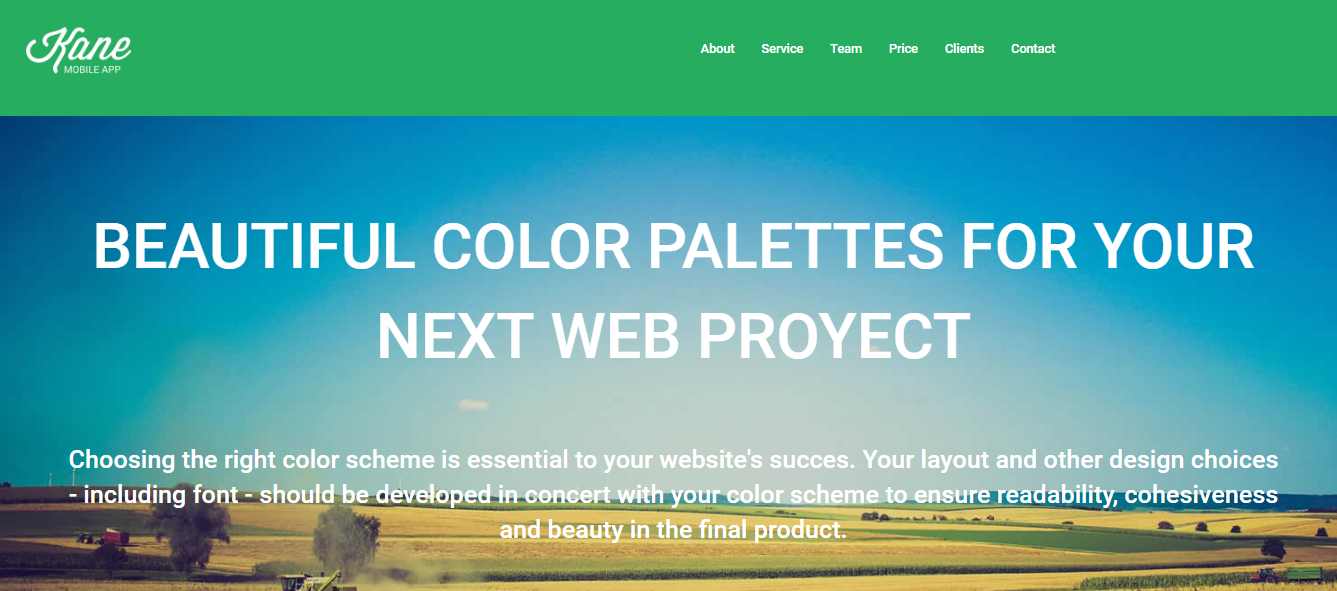 Kane
MOBILE APP
About Service Team Price Clients Contact
BEAUTIFUL COLOR PALETTES FOR YOUR
NEXT WEB PROYECT
Choosing the right color scheme is essential to your website's succes. Your layout and other design choices
- including font - should be developed in concert with your color scheme to ensure readability, cohesiveness
and beauty in the final product.